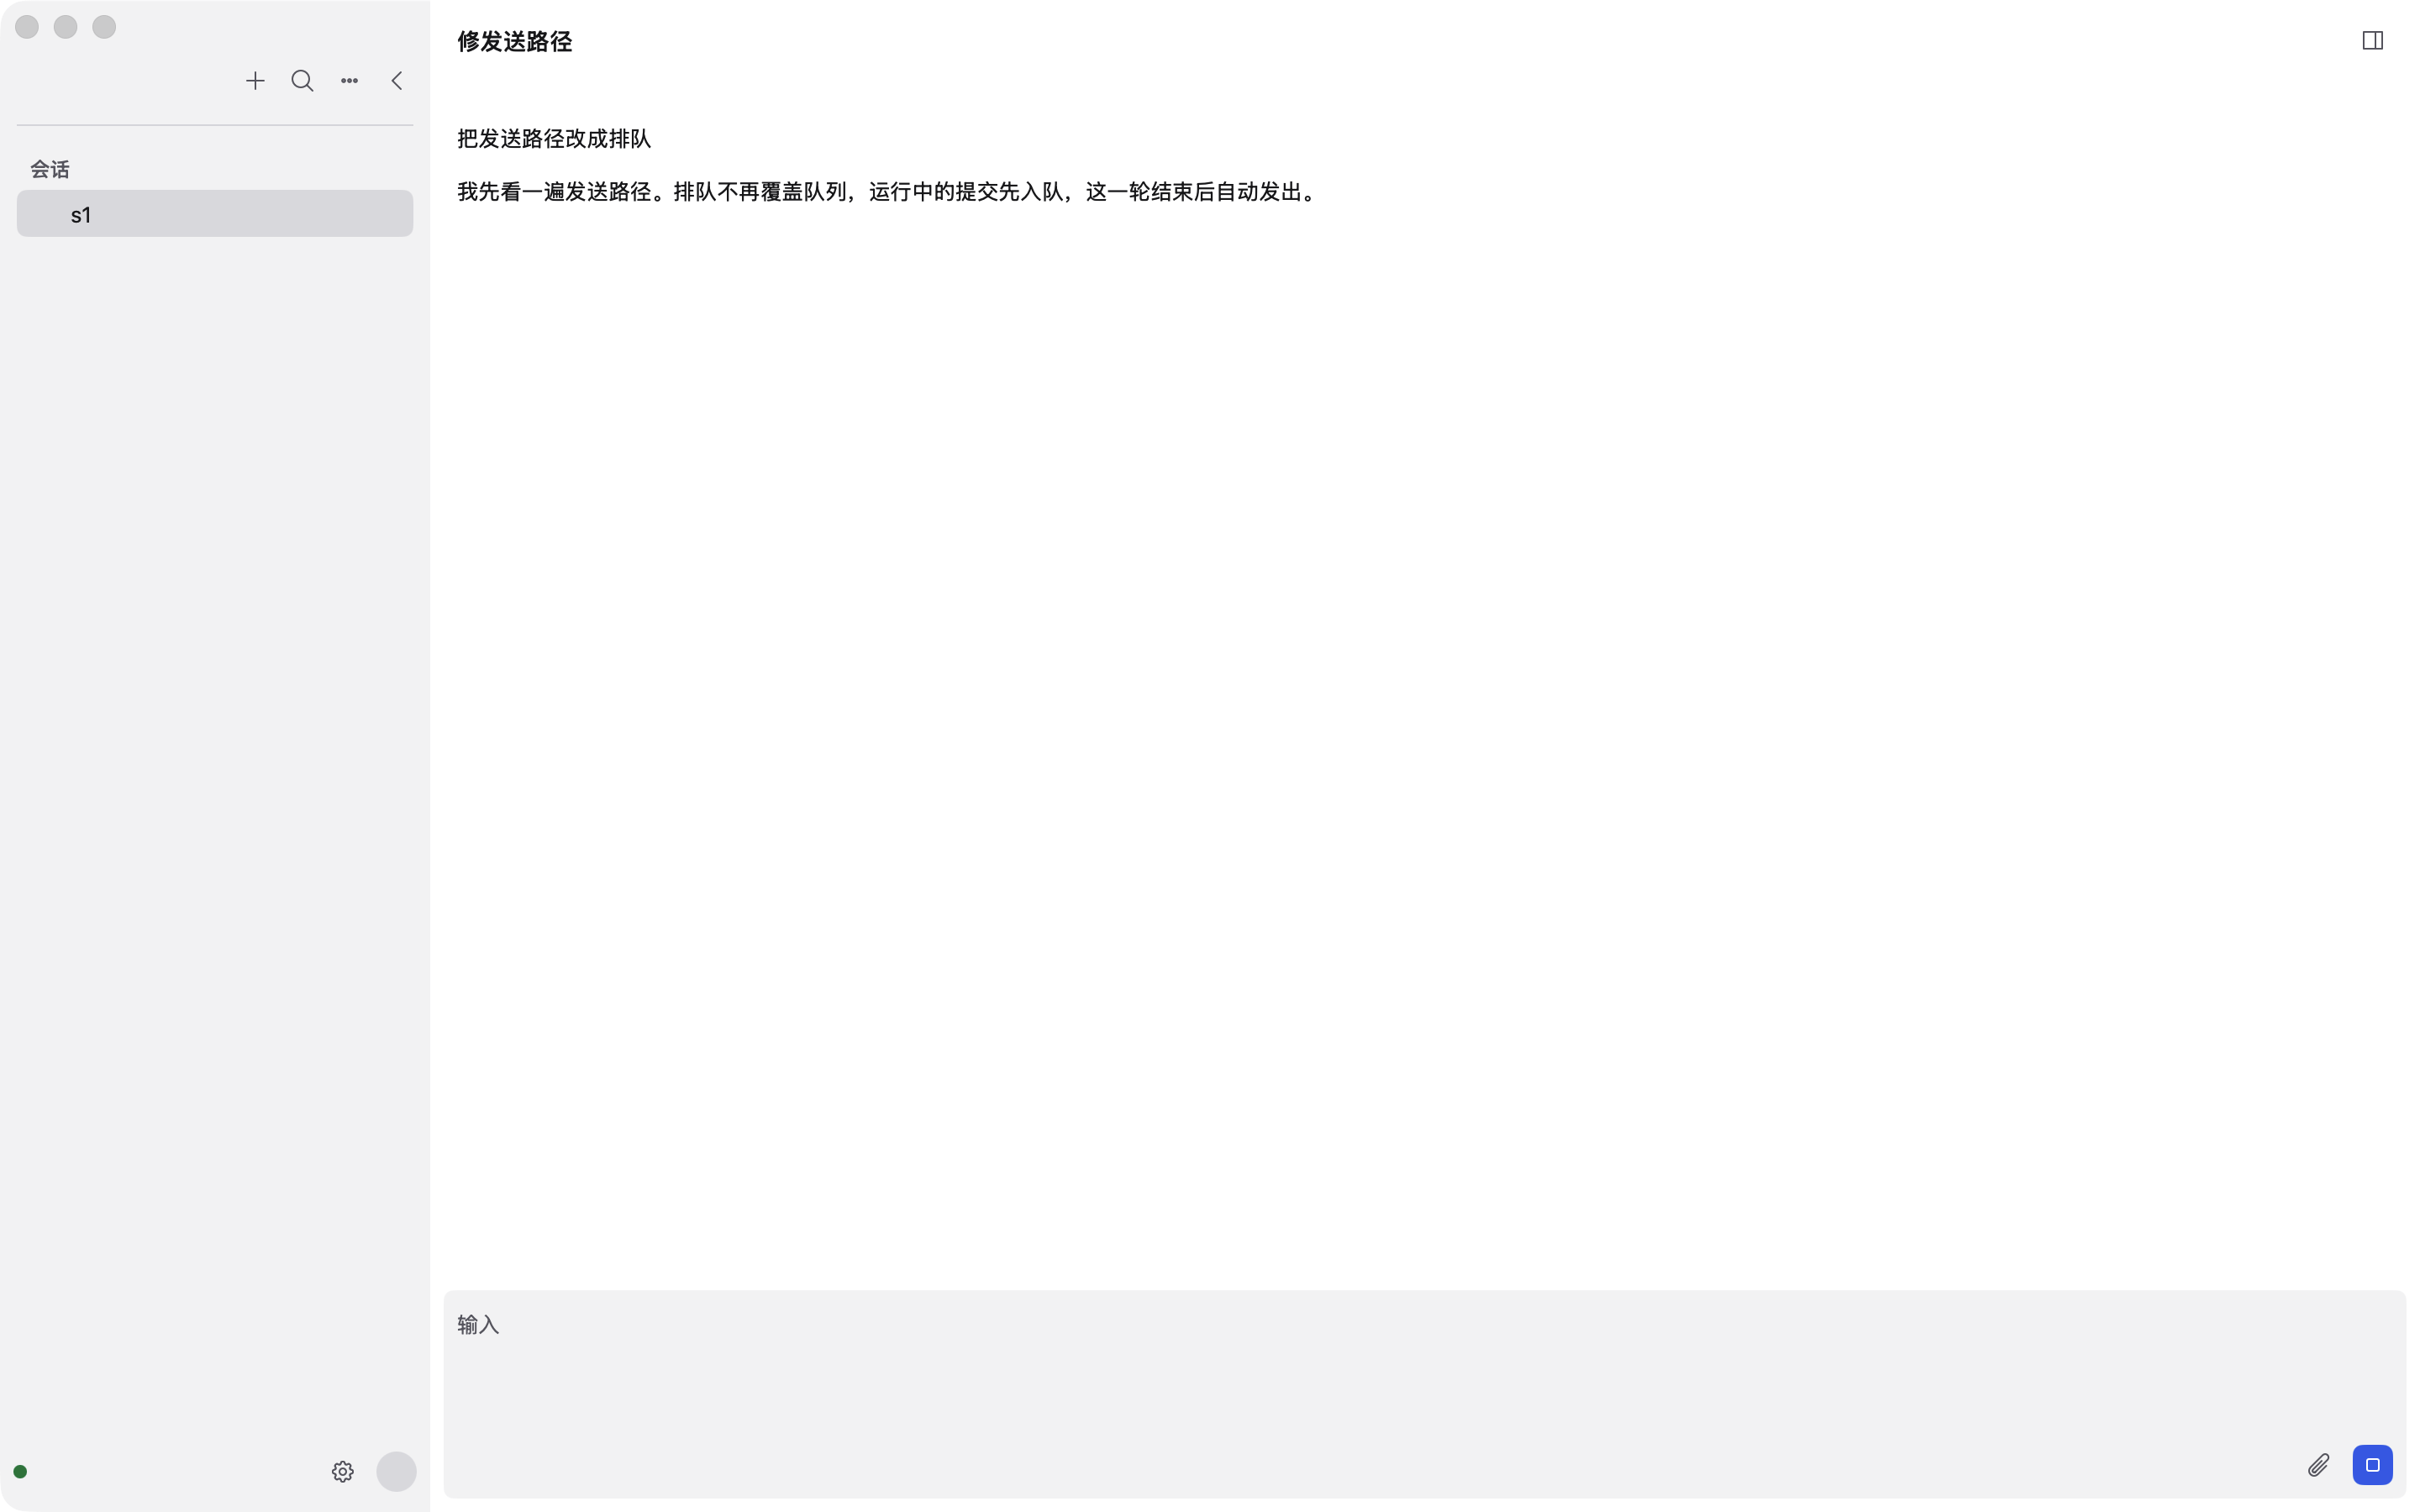 修发送路径
会话
s1
把发送路径改成排队
我先看一遍发送路径。排队不再覆盖队列，运行中的提交先入队，这一轮结束后自动发出。
输入